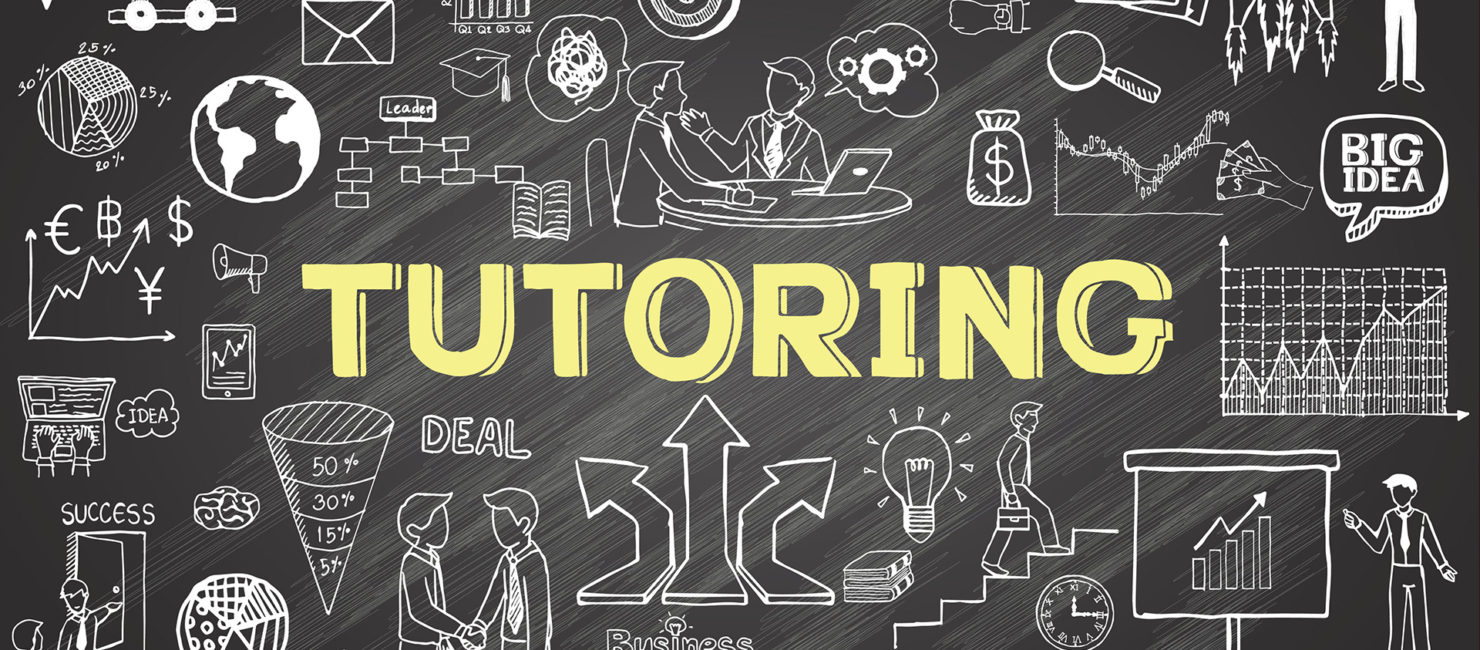 Q1 Q2 Q3 Q4
25%
30%
25%
20%
Leader
$
BIG
IDEA
€ ฿ $
¥
$
TUTORING
IDEA
DEAL
50%
30%
15%
5%
SUCCESS
Business